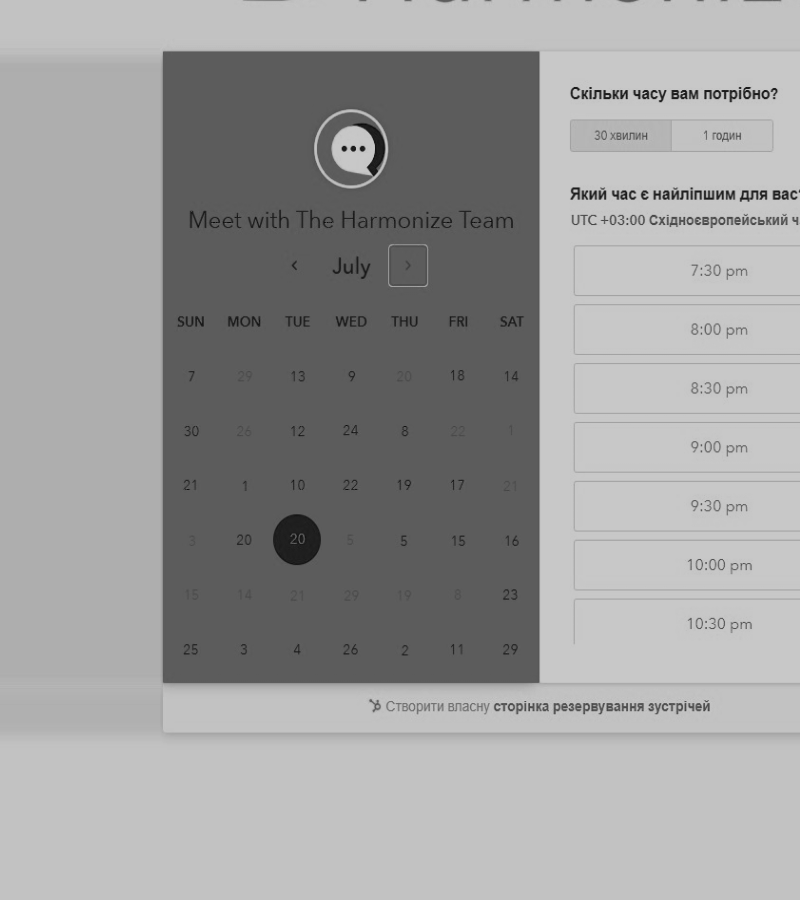 Meet with The Harmonize Team
July
SUN MON TUE WED THU FRI SAT
7 29 13 9 20 18 14
30 26 12 24 8 22 1
21 1 10 22 19 17 21
3 20 20 5 5 15 16
15 14 21 29 19 8 23
25 3 4 26 2 11 29
Скільки часу вам потрібно?
30 хвилин 1 годин
Який час є найліпшим для вас?
UTC +03:00 Східноєвропейський
7:30 pm
8:00 pm
8:30 pm
9:00 pm
9:30 pm
10:00 pm
10:30 pm
Створити власну сторінка резервування зустрічей